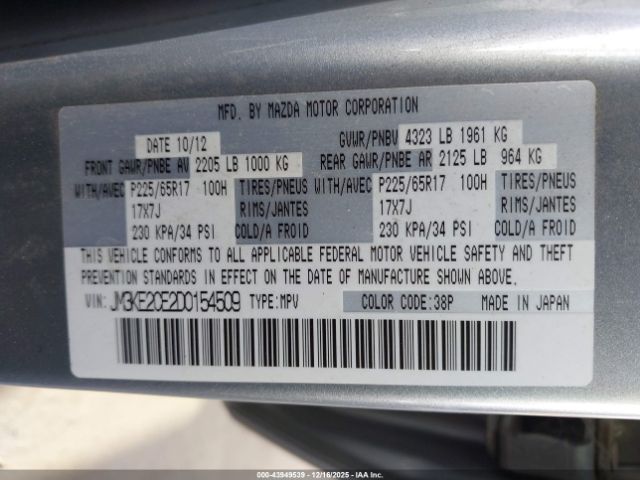 MFD. BY MAZDA MOTOR CORPORATION
DATE 10/12 GVWR/PNBV 4323 LB 1961 KG
FRONT GAWR/PNBE AV 2205 LB 1000 KG REAR GAWR/PNBE AR 2125 LB 964 KG
WITH/AVEC P225/65R17 100H TIRES/PNEUS WITH/AVEC P225/65R17 100H TIRES/PNEUS
17X7J RIMS/JANTES 17X7J RIMS/JANTES
230 KPA/34 PSI COLD/A FROID 230 KPA/34 PSI COLD/A FROID
THIS VEHICLE CONFORMS TO ALL APPLICABLE FEDERAL MOTOR VEHICLE SAFETY AND THEFT
PREVENTION STANDARDS IN EFFECT ON THE DATE OF MANUFACTURE SHOWN ABOVE.
VIN: JM3KE2CE2D0154509 TYPE:MPV COLOR CODE:38P MADE IN JAPAN
000-43949539 - 12/16/2025 - IAA Inc.